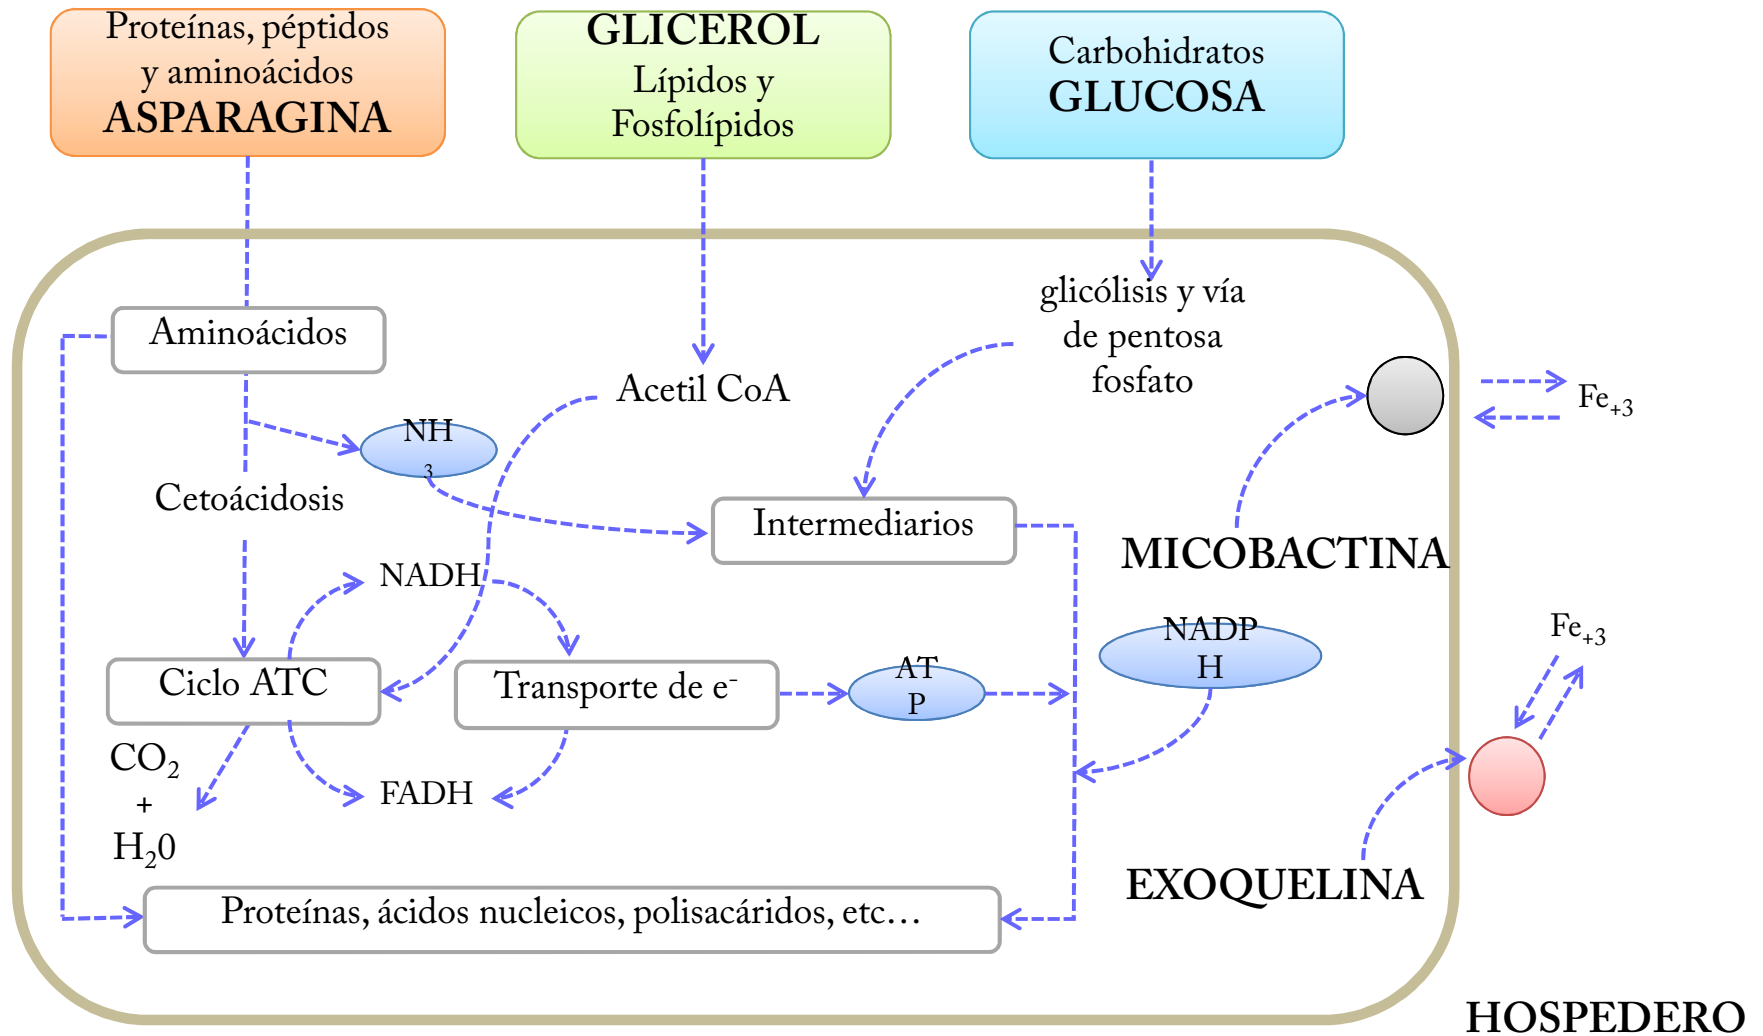 Proteínas, péptidos
y aminoácidos
ASPARAGINA
GLICEROL
Lípidos y
Fosfolípidos
Carbohidratos
GLUCOSA
Aminoácidos
glicólisis y vía
de pentosa
fosfato
Acetil CoA
Fe+3
NH
3
Cetoácidosis
Intermediarios
MICOBACTINA
NADH
NADP
H
Fe+3
Ciclo ATC
Transporte de e-
AT
P
CO2
+
H20
FADH
EXOQUELINA
Proteínas, ácidos nucleicos, polisacáridos, etc…
HOSPEDERO